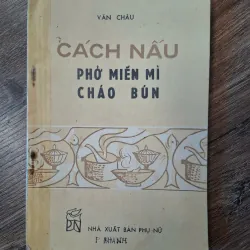 VÂN CHÂU
CÁCH NẤU
PHỞ MIẾN MÌ
CHÁO BÚN
NHÀ XUẤT BẢN PHỤ NỮ